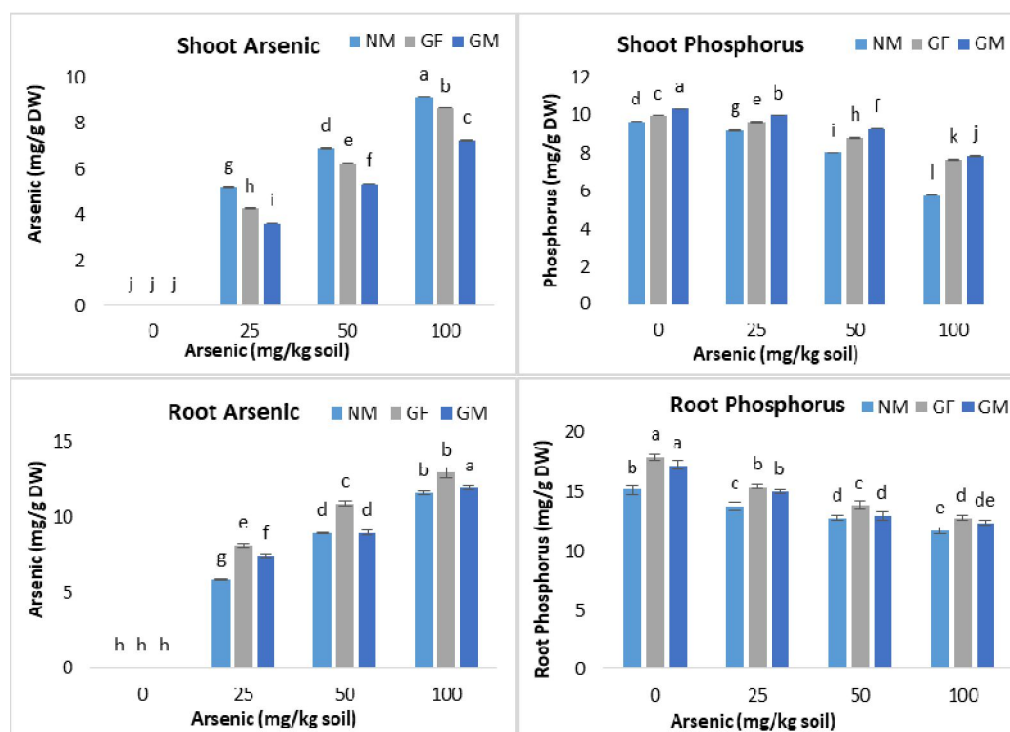 Shoot Arsenic NM GF GM
Arsenic (mg/g DW)
10
8
6
4
2
0
j j j
g h i
d e f
a b c
0 25 50 100
Arsenic (mg/kg soil)
Shoot Phosphorus NM GF GM
Phosphorus (mg/g DW)
12
10
8
6
4
2
0
d c a
g e b
i h f
l k j
0 25 50 100
Arsenic (mg/kg soil)
Root Arsenic NM GF GM
Arsenic (mg/g DW)
15
10
5
0
h h h
g e f
d c d
b b a
0 25 50 100
Arsenic (mg/kg soil)
Root Phosphorus
NM GF GM
Root Phosphorus (mg/g DW)
20
15
10
5
0
b a a
c b b
d c d
e d de
0 25 50 100
Arsenic (mg/kg soil)